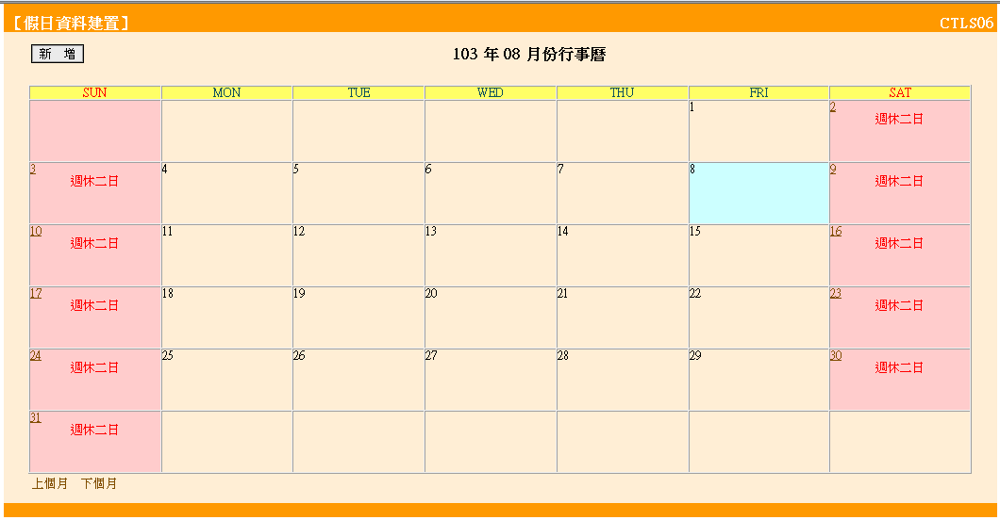 【假日資料建置】 CTLS06
新 增 103 年 08 月份行事曆
SUN MON TUE WED THU FRI SAT
1 2
週休二日
3 4 5 6 7 8 9
週休二日 週休二日
10 11 12 13 14 15 16
週休二日 週休二日
17 18 19 20 21 22 23
週休二日 週休二日
24 25 26 27 28 29 30
週休二日 週休二日
31
週休二日
上個月 下個月